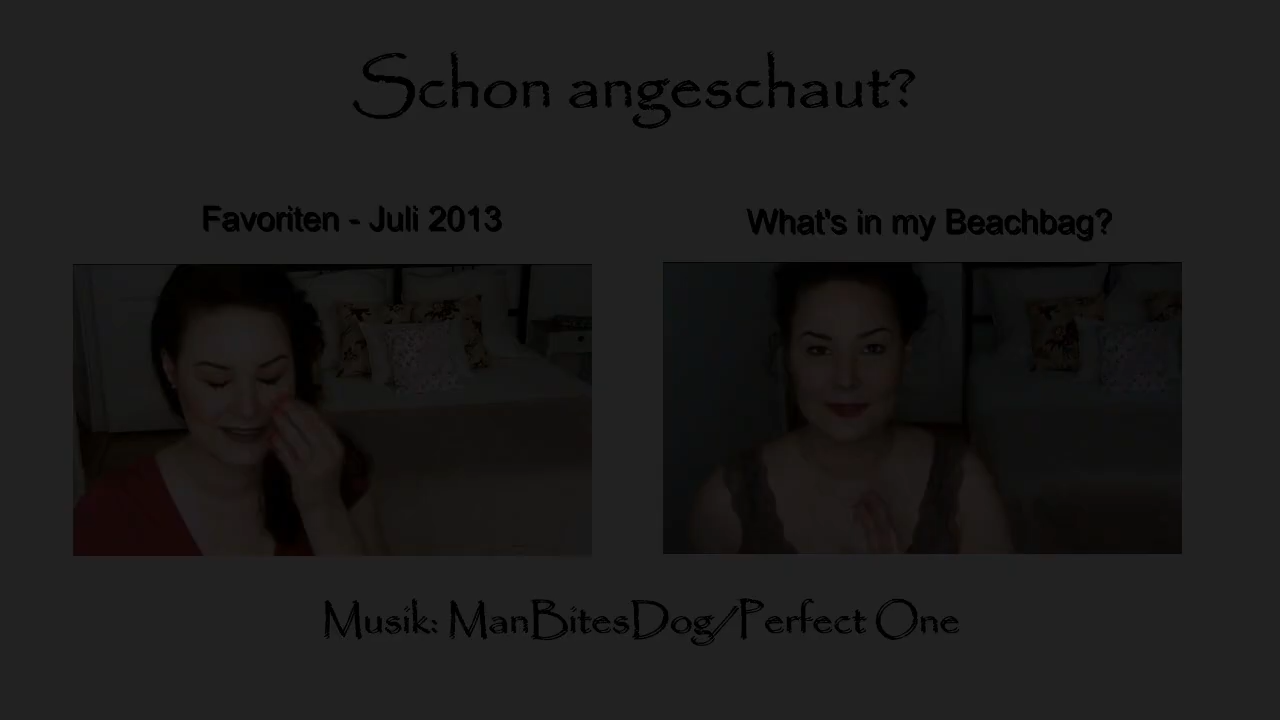 Schon angeschaut?
Favoriten - Juli 2013
What's in my Beachbag?
Musik: ManBitesDog/Perfect One